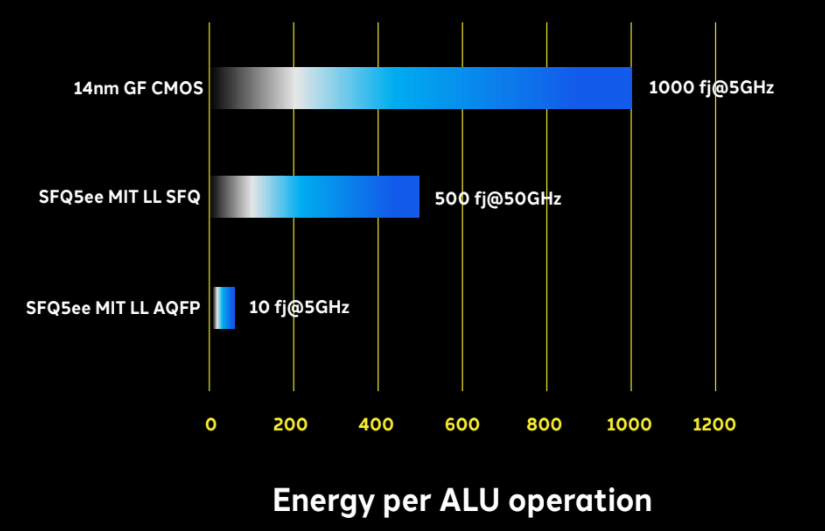 14nm GF CMOS
1000 fj@5GHz
SFQ5ee MIT LL SFQ
500 fj@50GHz
SFQ5ee MIT LL AQFP
10 fj@5GHz
0 200 400 600 800 1000 1200
Energy per ALU operation